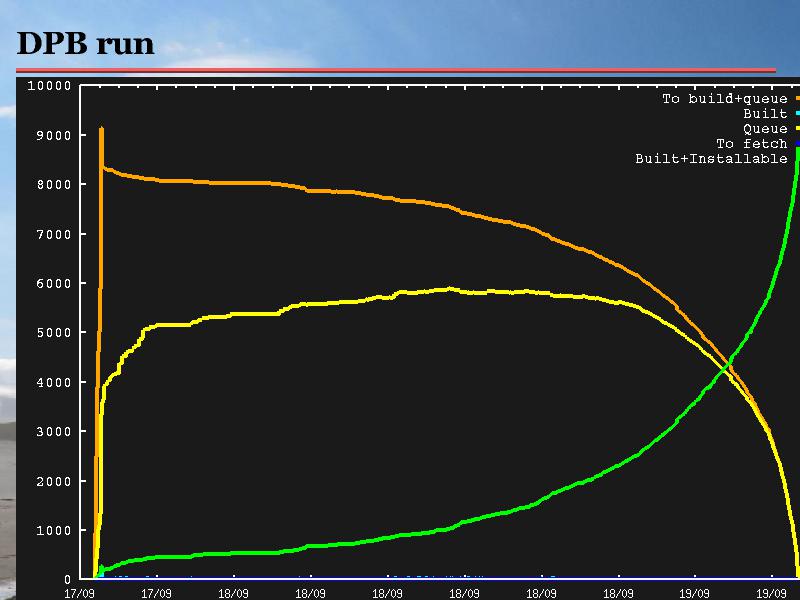 DPB run
10000
To build+queue
Built
9000
Queue
To fetch
Built+Installable
8000
7000
6000
5000
4000
3000
2000
1000
0
17/09 17/09 18/09 18/09 18/09 18/09 18/09 18/09 19/09 19/09